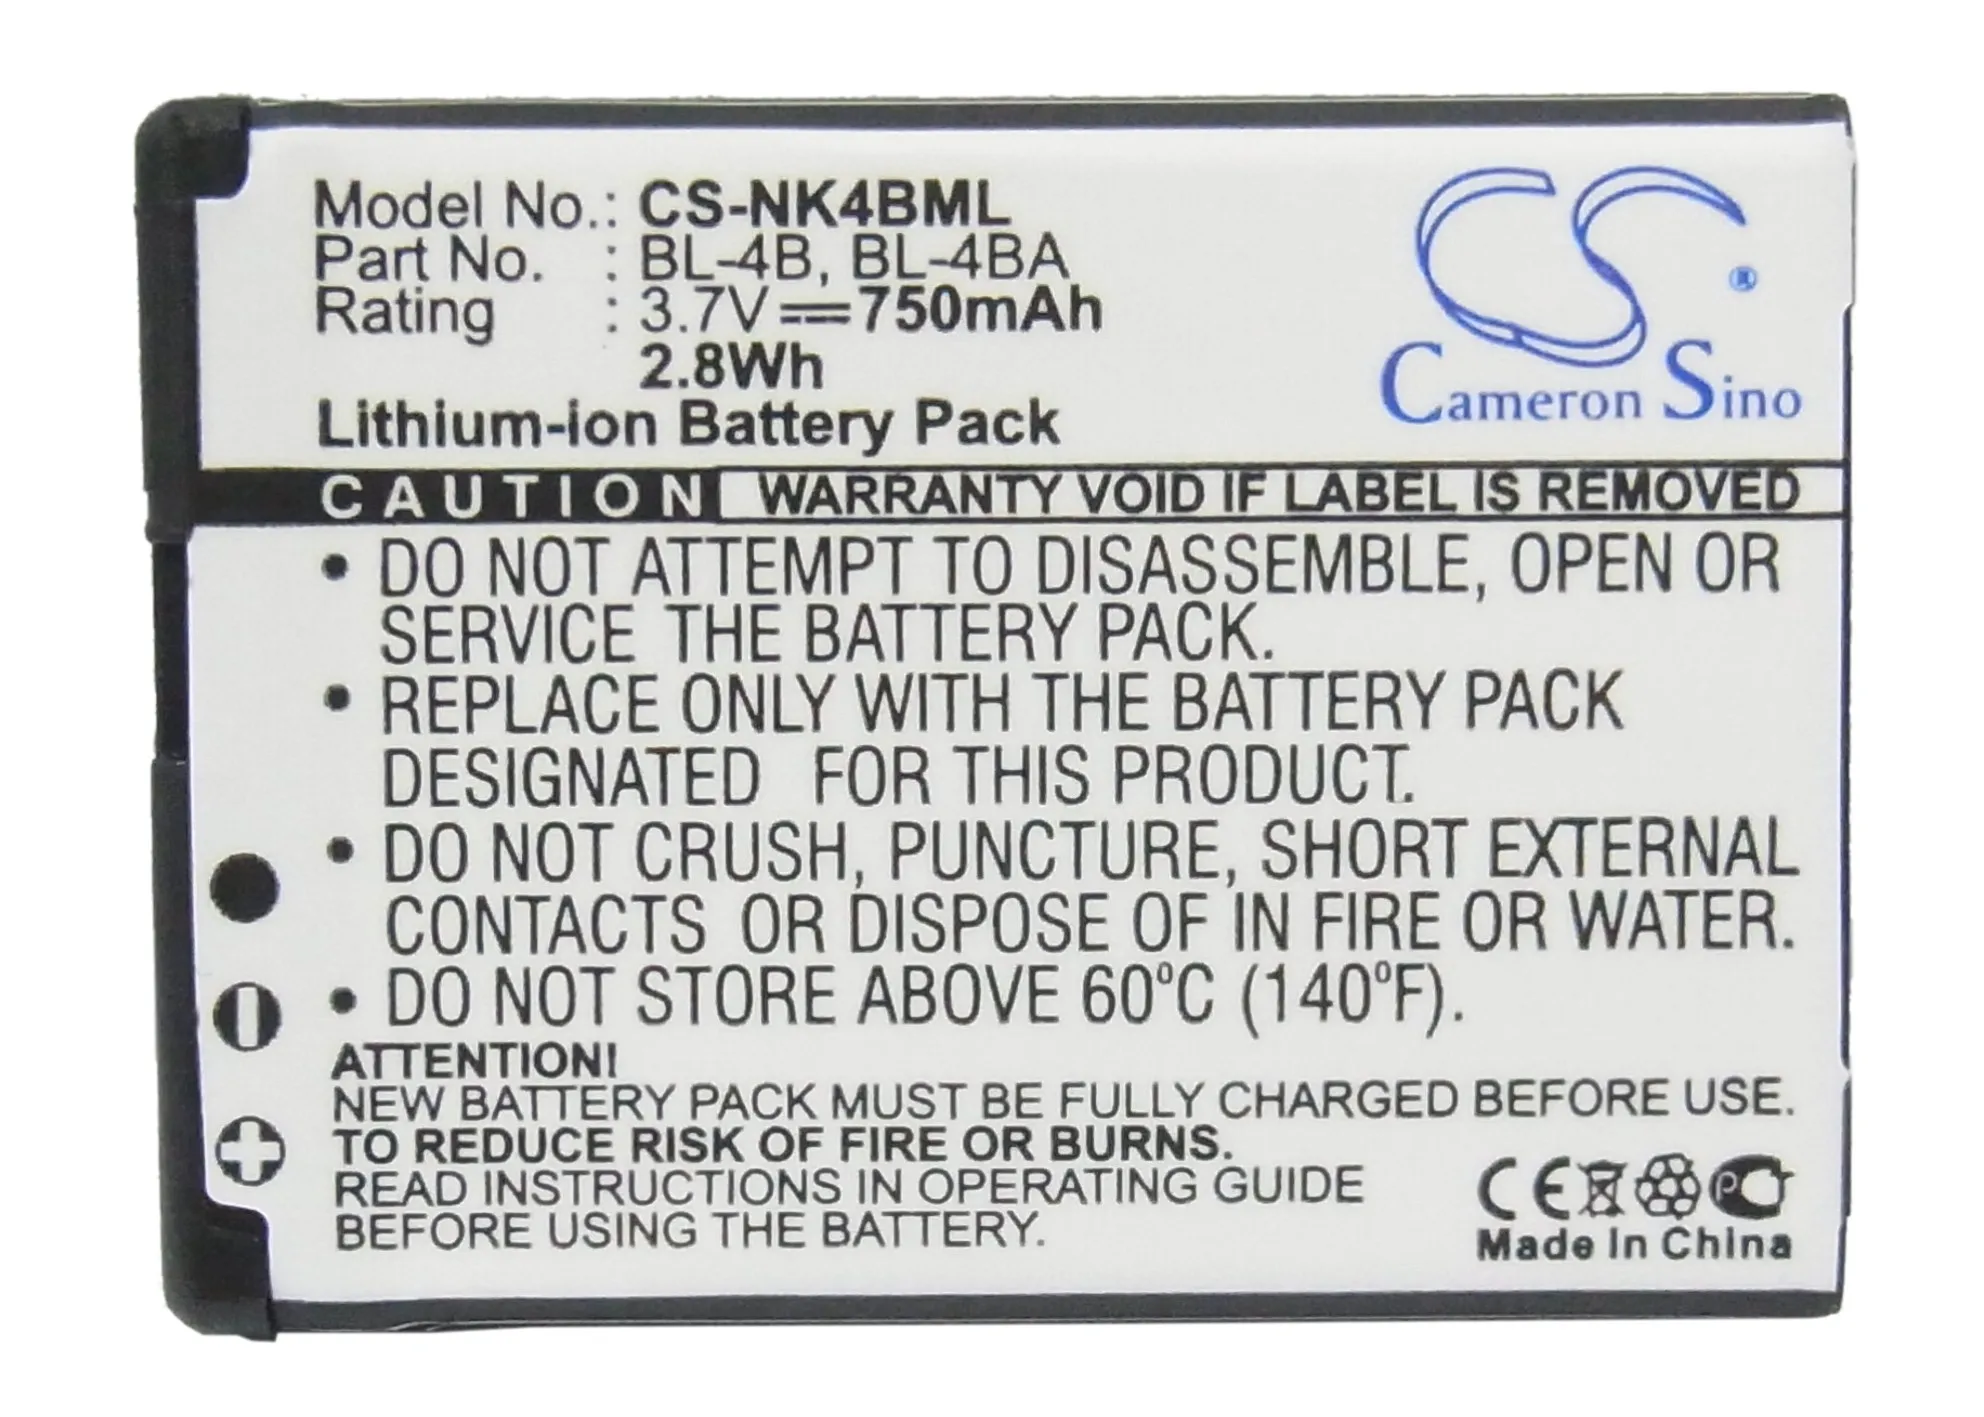 Model No.: CS-NK4BML
Part No. : BL-4B, BL-4BA
Rating : 3.7V 750mAh
2.8Wh
Lithium-ion Battery Pack
CS ®
Cameron Sino
CAUTION WARRANTY VOID IF LABEL IS REMOVED
• DO NOT ATTEMPT TO DISASSEMBLE, OPEN OR
SERVICE THE BATTERY PACK.
• REPLACE ONLY WITH THE BATTERY PACK
DESIGNATED FOR THIS PRODUCT.
• DO NOT CRUSH, PUNCTURE, SHORT EXTERNAL
CONTACTS OR DISPOSE OF IN FIRE OR WATER.
• DO NOT STORE ABOVE 60°C (140°F).
ATTENTION!
NEW BATTERY PACK MUST BE FULLY CHARGED BEFORE USE.
TO REDUCE RISK OF FIRE OR BURNS.
READ INSTRUCTIONS IN OPERATING GUIDE
BEFORE USING THE BATTERY.
CE
Made In China